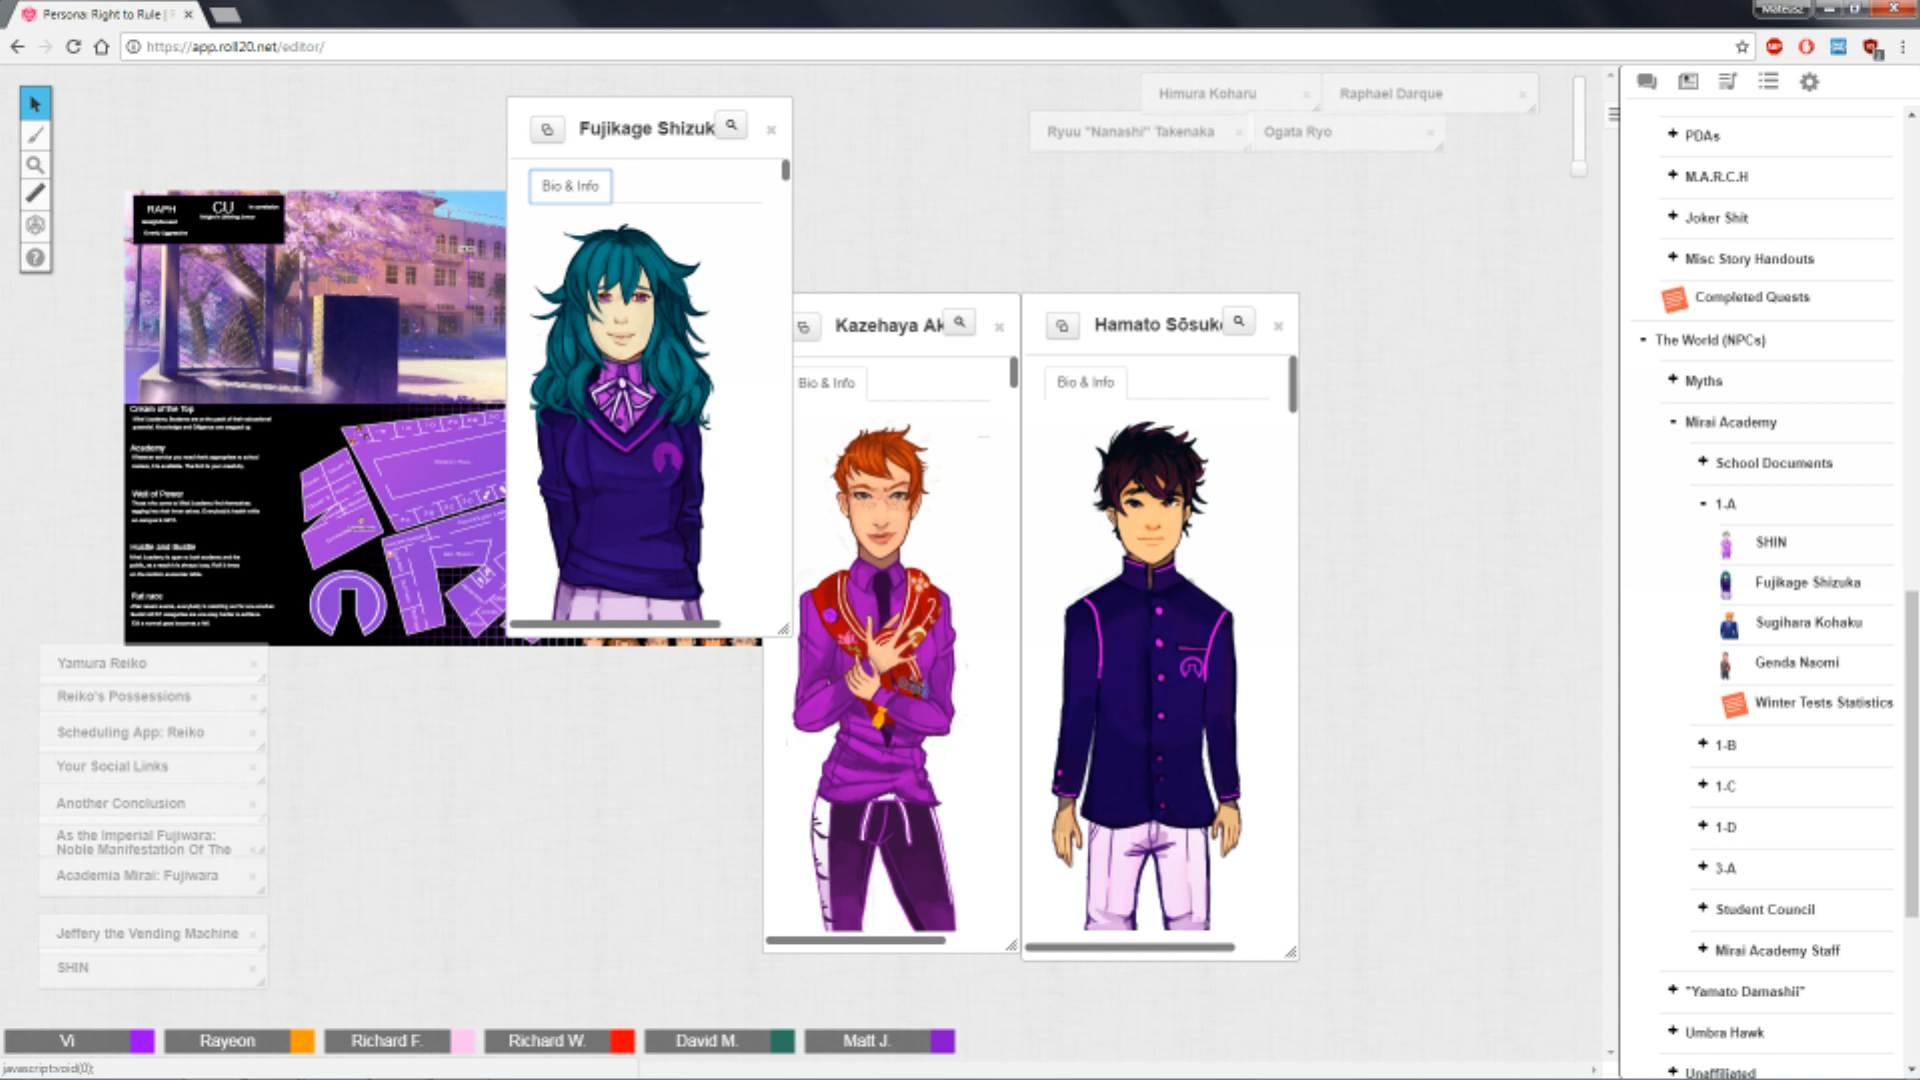 Persona: Right to Rule |
Mateusz
https://app.roll20.net/editor/
Himura Koharu
Raphael Darque
Ryuu "Nanashi" Takenaka
Ogata Ryo
Fujikage Shizuk
Bio & Info
RAPH
CU
Kazehaya Ak
Bio & Info
Hamato Sōsuk
Bio & Info
Cream of the Top
Academy
Well of Power
Hustle and Bustle
Rat race
Yamura Reiko
Reiko's Possessions
Scheduling App: Reiko
Your Social Links
Another Conclusion
As the Imperial Fujiwara:
Noble Manifestation Of The
Academia Mirai: Fujiwara
Jeffery the Vending Machine
SHIN
Vi
Rayeon
Richard F.
Richard W.
David M.
Matt J.
javascript:void(0);
PDAs
M.A.R.C.H
Joker Shit
Misc Story Handouts
Completed Quests
The World (NPCs)
Myths
Mirai Academy
School Documents
1-A
SHIN
Fujikage Shizuka
Sugihara Kohaku
Genda Naomi
Winter Tests Statistics
1-B
1-C
1-D
3-A
Student Council
Mirai Academy Staff
"Yamato Damashii"
Umbra Hawk
Unaffiliated